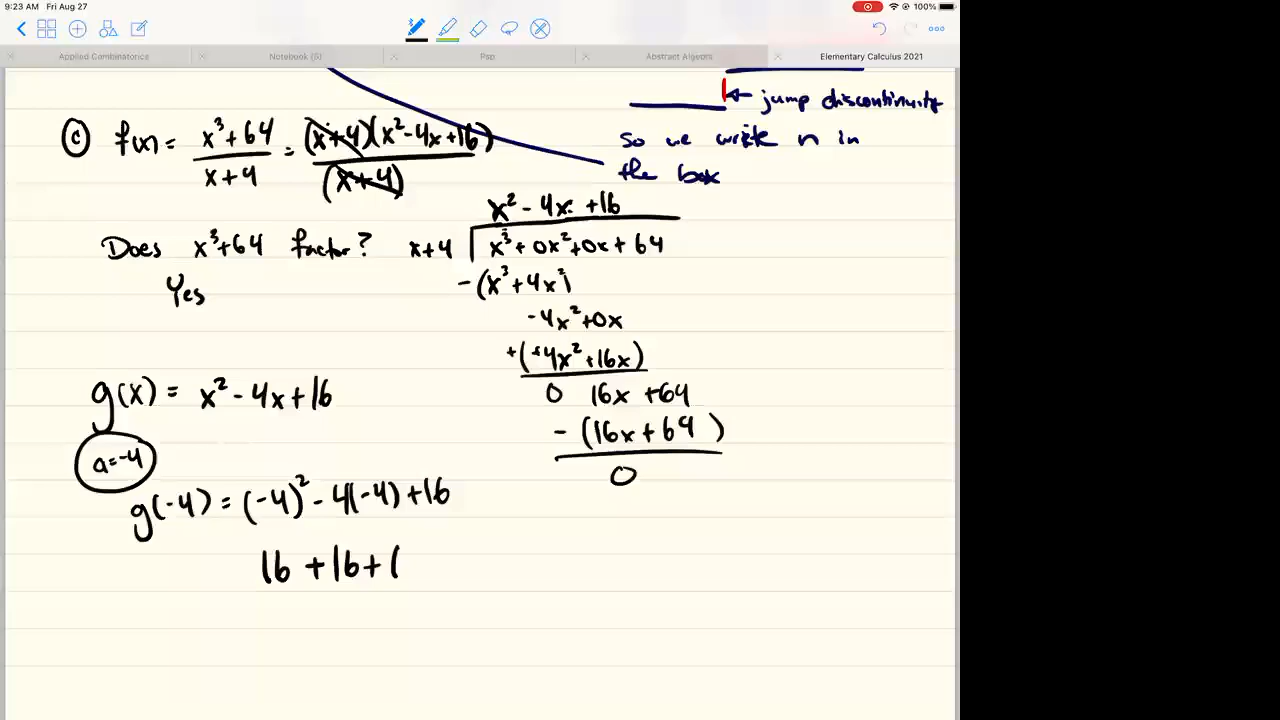 9:23 AM Fri Aug 27
100%
Applied Combinatorics
Notebook (6)
Psp
Abstract Algebra
Elementary Calculus 2021
jump discontinuity
so we write n in
the box
(c) f(x) = x³+64 / x+4 = (x+4)(x²-4x+16) / (x+4)
x² - 4x +16
Does x³+64 factor? x+4 x³+0x²+0x+64
Yes
-(x³+4x²)
-4x²+0x
+(+4x²+16x)
0 16x +64
-(16x+64)
0
g(x) = x² - 4x + 16
a=-4
g(-4) = (-4)² - 4(-4) +16
16 +16+(